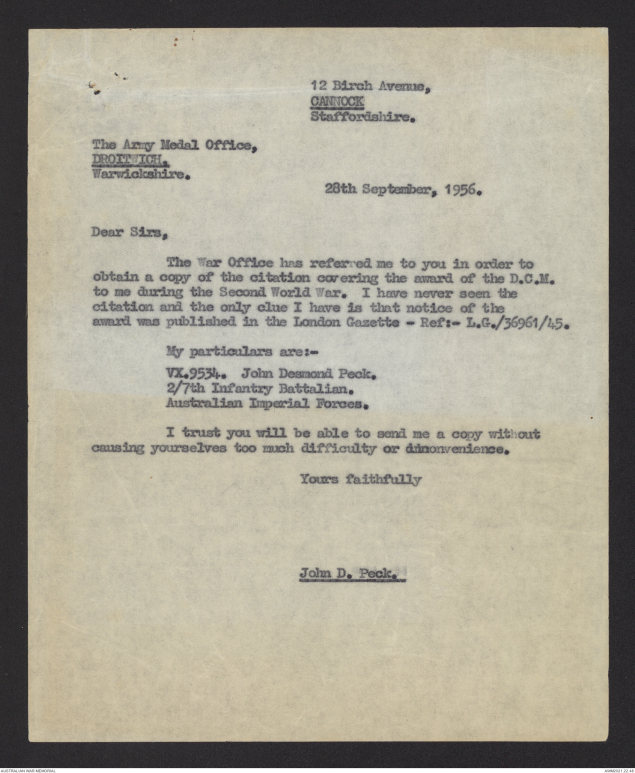 12 Birch Avenue,
CANNOCK
Staffordshire.
The Army Medal Office,
DROITWICH.
Warwickshire.
28th September, 1956.
Dear Sirs,
The War Office has referred me to you in order to
obtain a copy of the citation covering the award of the D.C.M.
to me during the Second World War. I have never seen the
citation and the only clue I have is that notice of the
award was published in the London Gazette - Ref:- L.G./36961/45.
My particulars are:-
VX.9534. John Desmond Peck.
2/7th Infantry Battalian.
Australian Imperial Forces.
I trust you will be able to send me a copy without
causing yourselves too much difficulty or
Yours faithfully
John D. Peck.
AUSTRALIAN WAR MEMORIAL